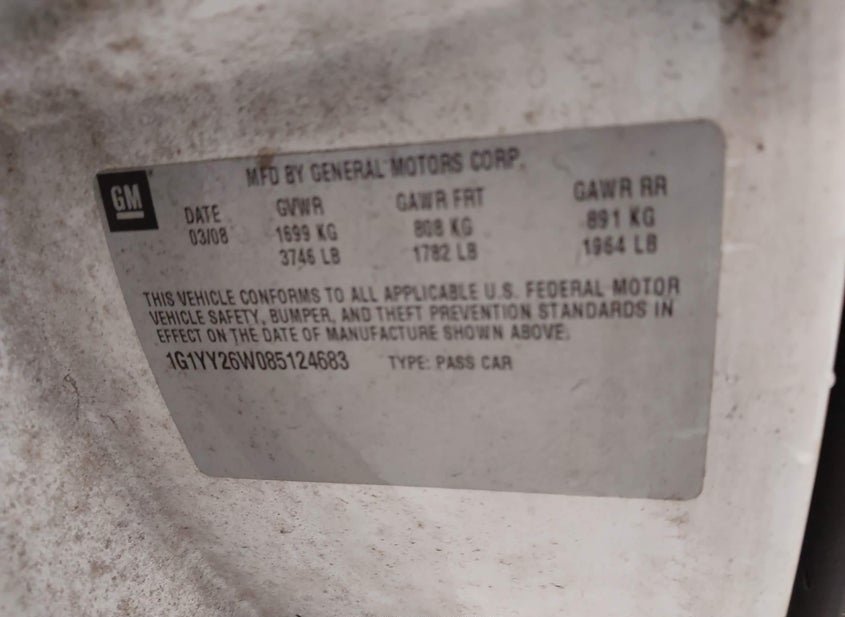 MFD BY GENERAL MOTORS CORP.
GM
DATE GVWR GAWR FRT GAWR RR
03/08 1699 KG 808 KG 891 KG
3746 LB 1782 LB 1964 LB
THIS VEHICLE CONFORMS TO ALL APPLICABLE U.S. FEDERAL MOTOR
VEHICLE SAFETY, BUMPER, AND THEFT PREVENTION STANDARDS IN
EFFECT ON THE DATE OF MANUFACTURE SHOWN ABOVE.
1G1YY26W085124683 TYPE: PASS CAR